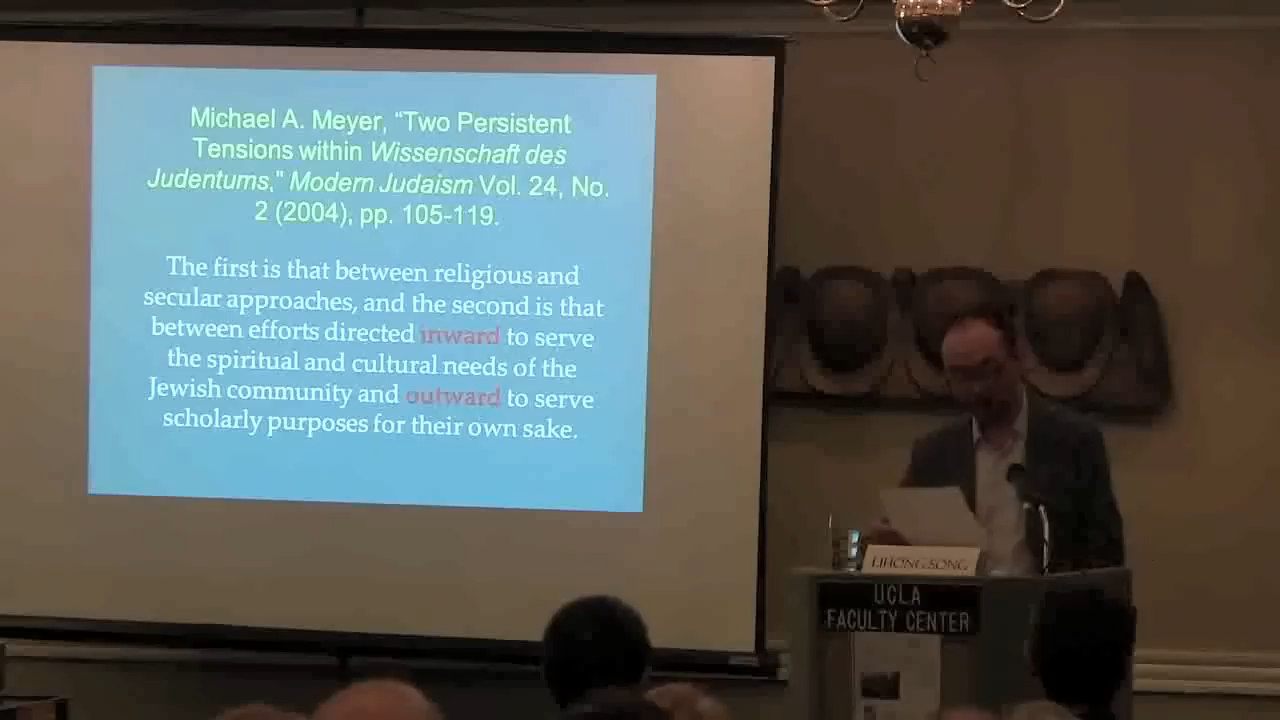 Michael A. Meyer, “Two Persistent
Tensions within Wissenschaft des
Judentums,” Modern Judaism Vol. 24, No.
2 (2004), pp. 105-119.
The first is that between religious and
secular approaches, and the second is that
between efforts directed inward to serve
the spiritual and cultural needs of the
Jewish community and outward to serve
scholarly purposes for their own sake.
LIHONG SONG
UCLA
FACULTY CENTER